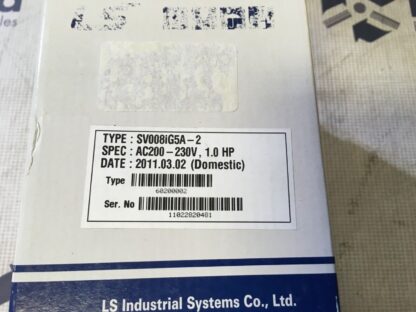 LS
TYPE : SV008iG5A-2
SPEC : AC200-230V, 1.0 HP
DATE : 2011.03.02 (Domestic)
Type
60200002
Ser. No
11022820481
LS Industrial Systems Co., Ltd.